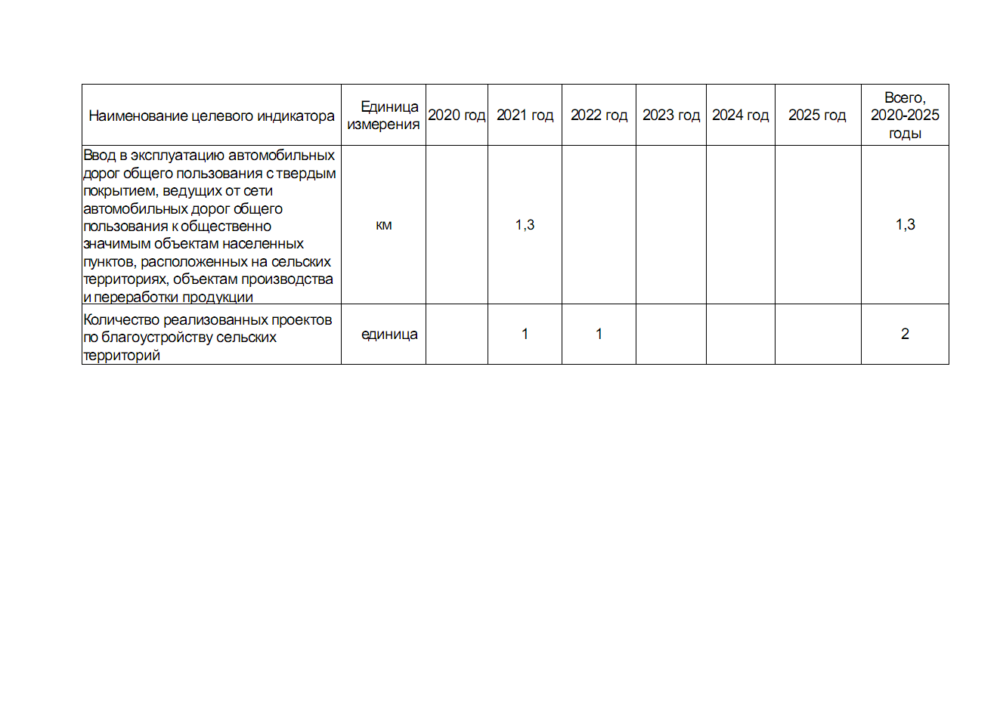 Наименование целевого индикатора
Единица
измерения
2020 год
2021 год
2022 год
2023 год
2024 год
2025 год
Всего,
2020-2025
годы
Ввод в эксплуатацию автомобильных
дорог общего пользования с твердым
покрытием, ведущих от сети
автомобильных дорог общего
пользования к общественно
значимым объектам населенных
пунктов, расположенных на сельских
территориях, объектам производства
и переработки продукции
км
1,3
1,3
Количество реализованных проектов
по благоустройству сельских
территорий
единица
1
1
2